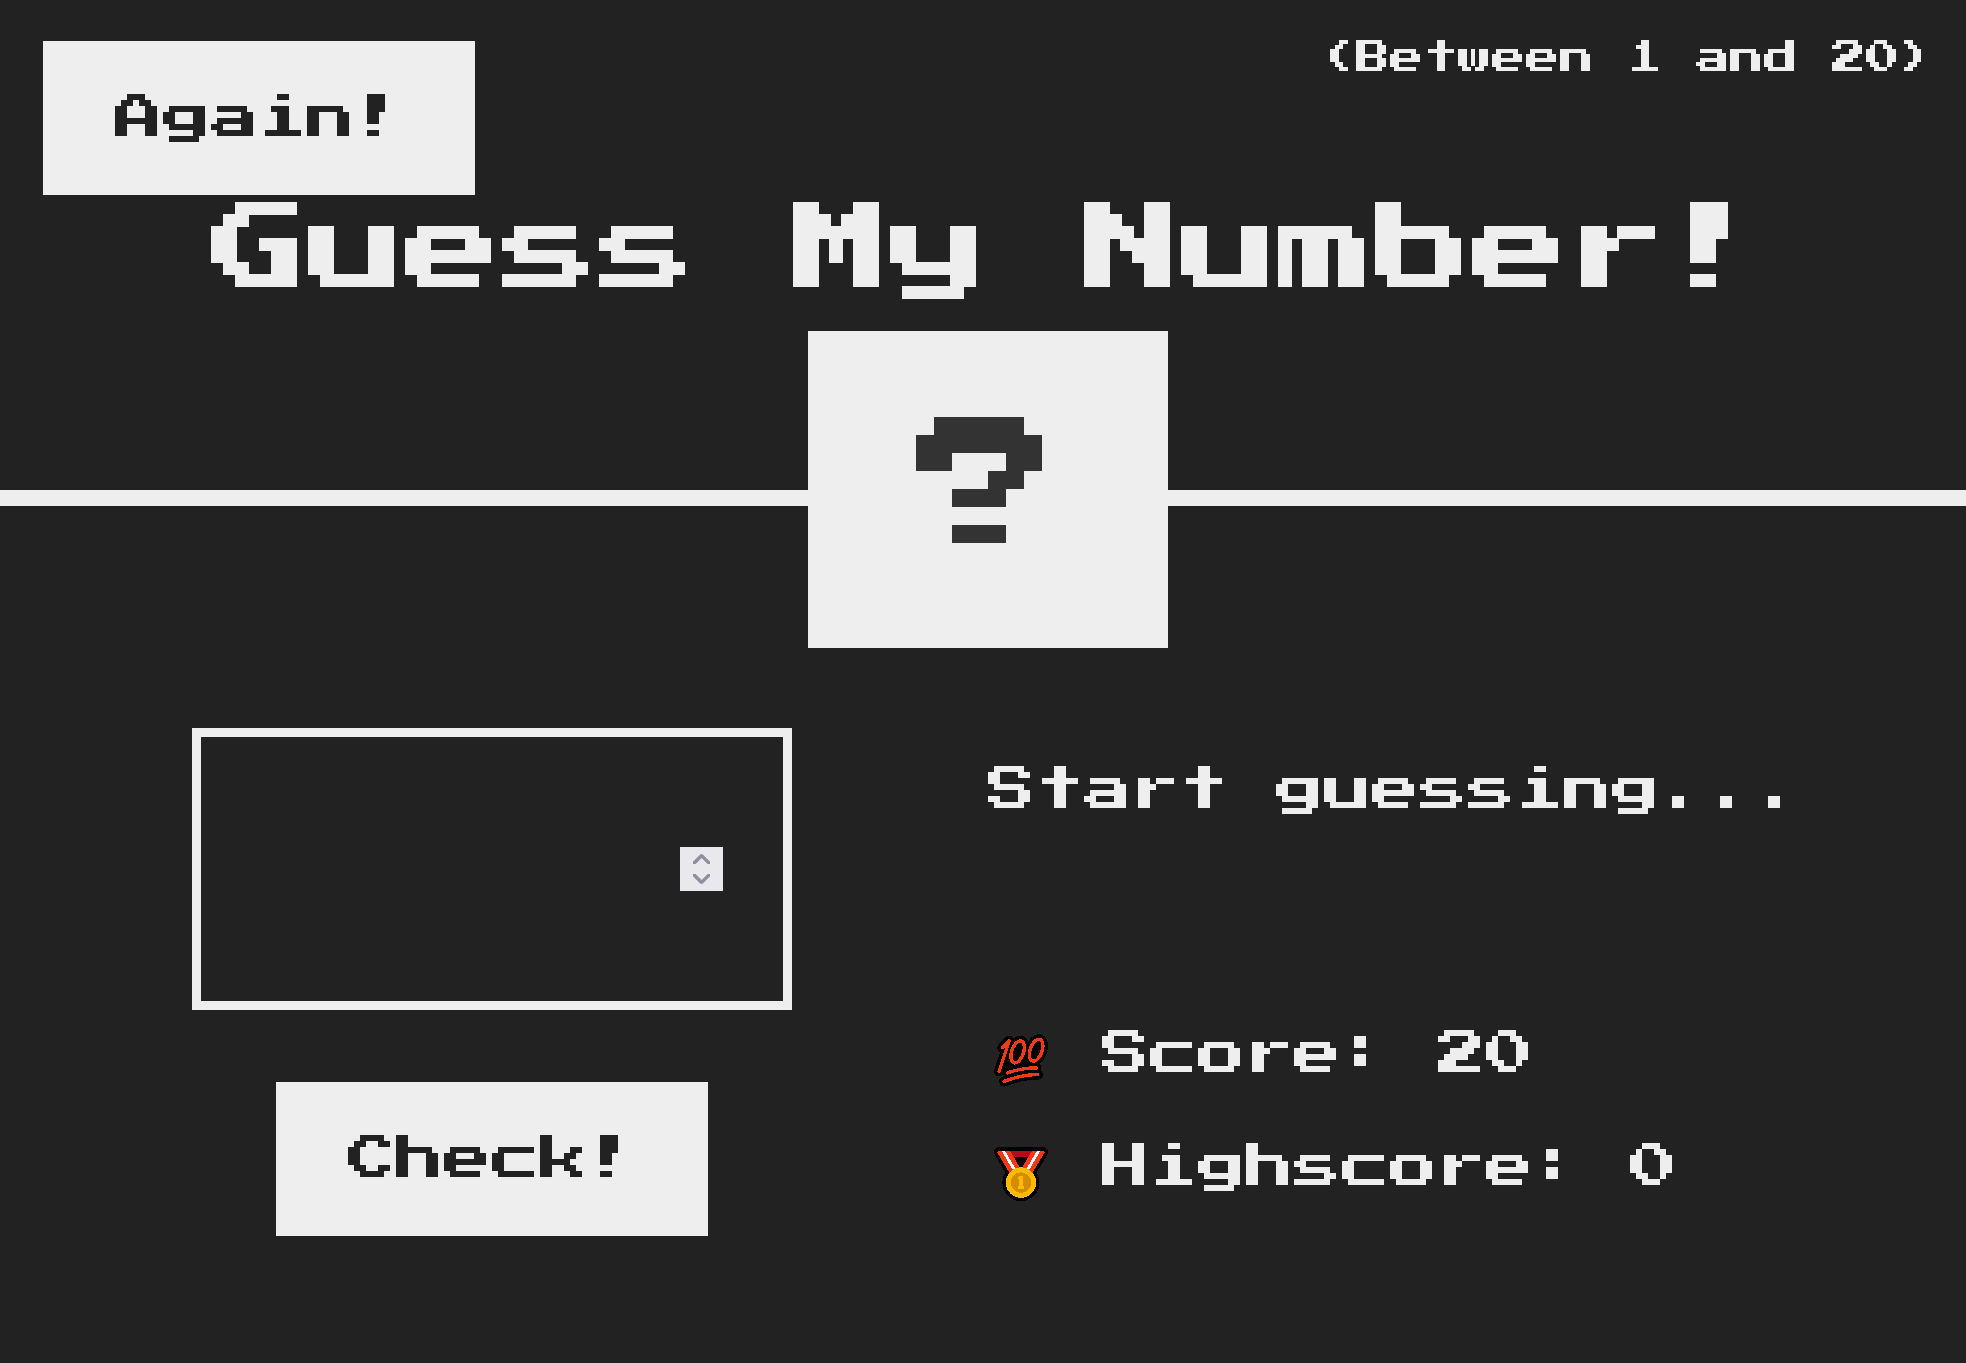 Again!
(Between 1 and 20)
Guess My Number!
?
Start guessing...
Check!
💯 Score: 20
🥇 Highscore: 0